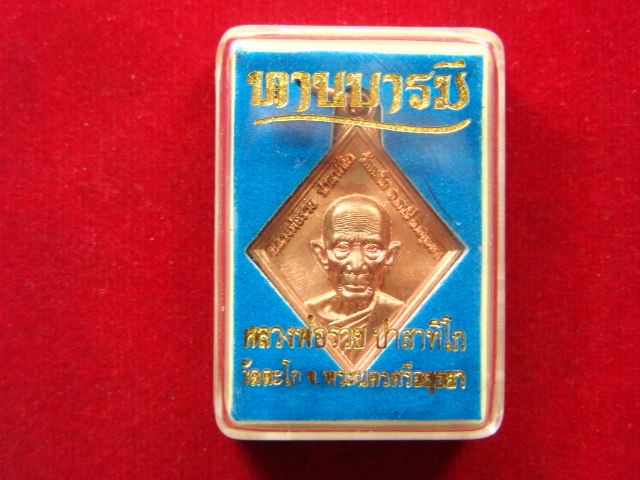 ทานบารมี
หลวงพ่อรวย ปาสาทิโก
วัดตะโก จ.พระนครศรีอยุธยา